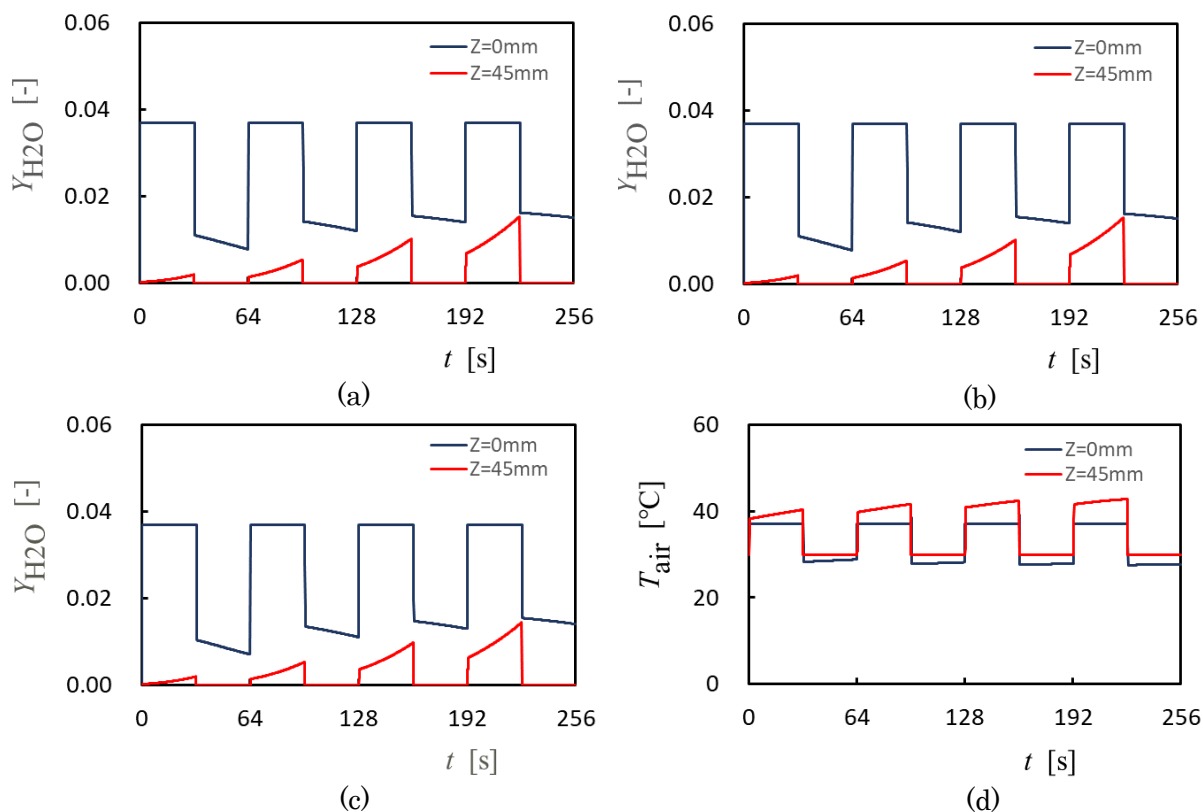 0.06
0.04
0.02
0.00
Y_H2O [-]
Z=0mm
Z=45mm
0 64 128 192 256
t [s]
(a)
0.06
0.04
0.02
0.00
Y_H2O [-]
Z=0mm
Z=45mm
0 64 128 192 256
t [s]
(b)
0.06
0.04
0.02
0.00
Y_H2O [-]
Z=0mm
Z=45mm
0 64 128 192 256
t [s]
(c)
60
40
20
0
T_air [℃]
Z=0mm
Z=45mm
0 64 128 192 256
t [s]
(d)